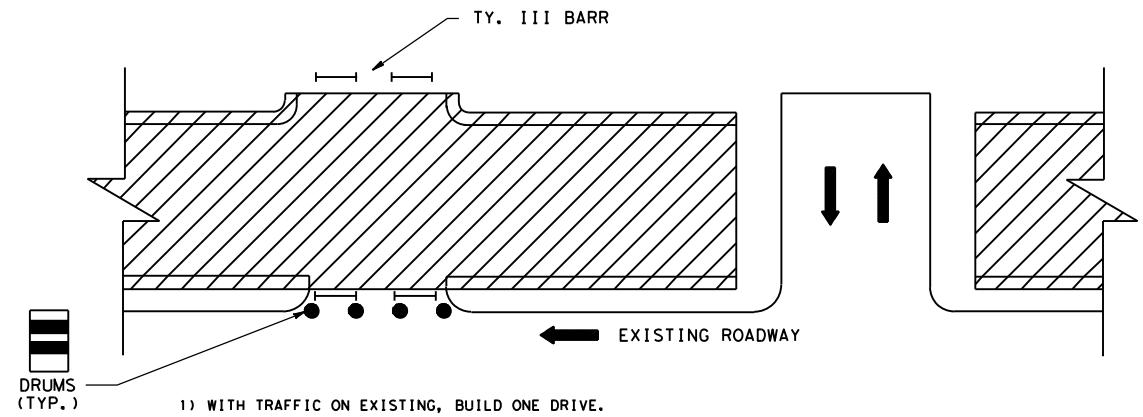 TY. III BARR
EXISTING ROADWAY
DRUMS
(TYP.)
1) WITH TRAFFIC ON EXISTING, BUILD ONE DRIVE.